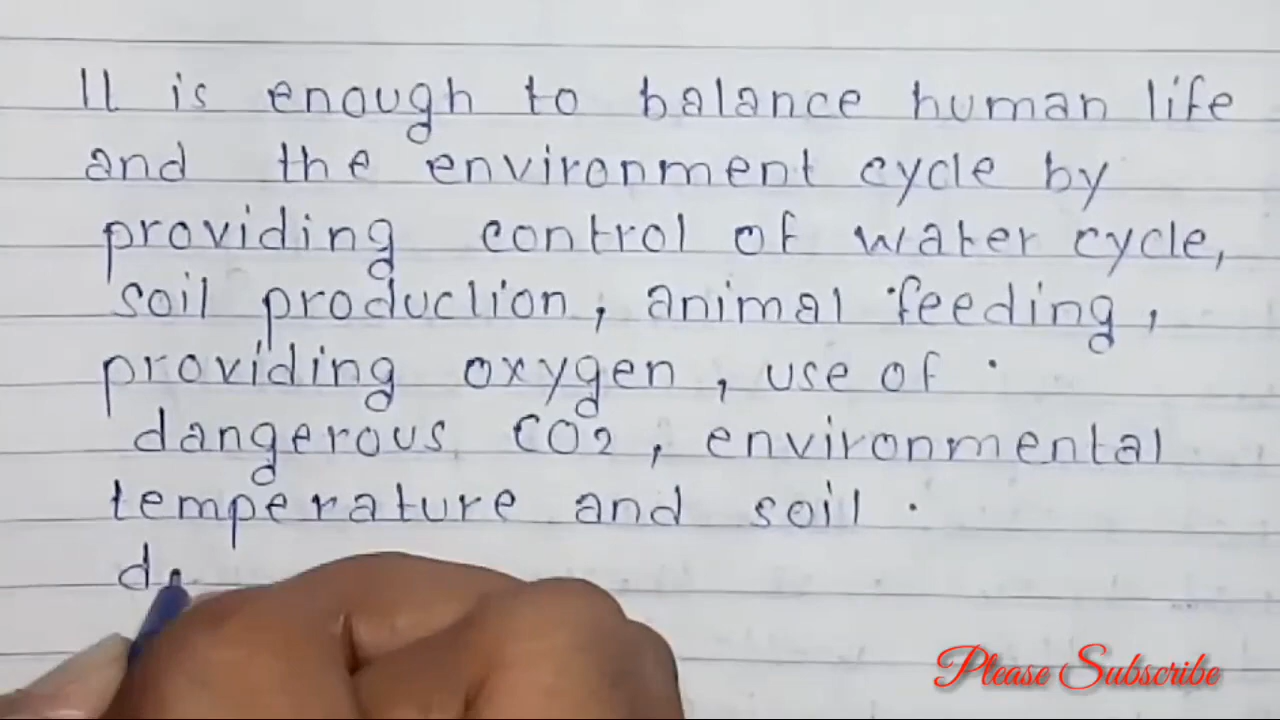 It is enough to balance human life
and the environment cycle by
providing control of water cycle,
soil production, animal feeding,
providing oxygen, use of
dangerous CO2, environmental
temperature and soil
d
Please Subscribe